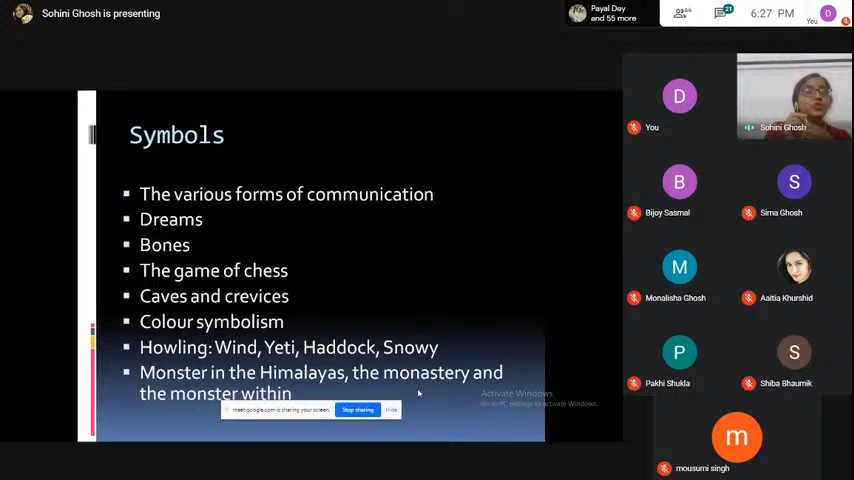 Sohini Ghosh is presenting
Payal Dey
and 55 more
66
21
6:27 PM
D
You
Symbols
The various forms of communication
Dreams
Bones
The game of chess
Caves and crevices
Colour symbolism
Howling: Wind, Yeti, Haddock, Snowy
Monster in the Himalayas, the monastery and
the monster within
meet.google.com is sharing your screen.
Stop sharing
Hide
Activate Windows
Go to PC settings to activate Windows.
D
You
Sohini Ghosh
B
Bijoy Sasmal
S
Sima Ghosh
M
Monalisha Ghosh
Aaitia Khurshid
P
Pakhi Shukla
S
Shiba Bhaumik
m
mousumi singh